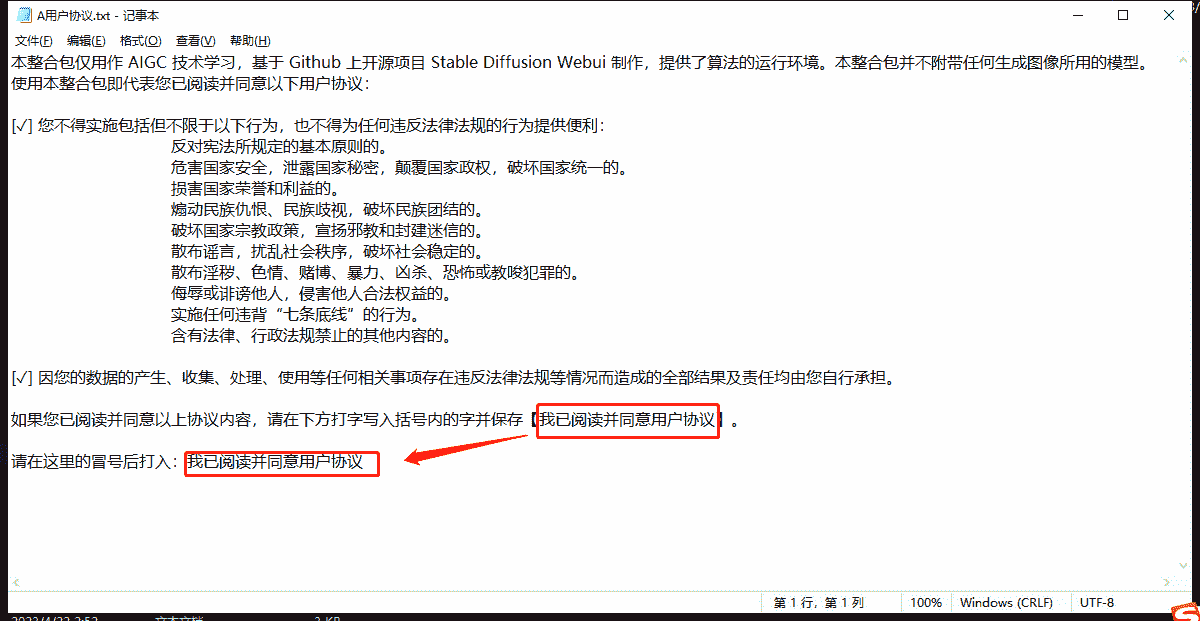 A用户协议.txt - 记事本
文件(F) 编辑(E) 格式(O) 查看(V) 帮助(H)
本整合包仅用作 AIGC 技术学习，基于 Github 上开源项目 Stable Diffusion Webui 制作，提供了算法的运行环境。本整合包并不附带任何生成图像所用的模型。
使用本整合包即代表您已阅读并同意以下用户协议：
[✓] 您不得实施包括但不限于以下行为，也不得为任何违反法律法规的行为提供便利：
反对宪法所规定的基本原则的。
危害国家安全，泄露国家秘密，颠覆国家政权，破坏国家统一的。
损害国家荣誉和利益的。
煽动民族仇恨、民族歧视，破坏民族团结的。
破坏国家宗教政策，宣扬邪教和封建迷信的。
散布谣言，扰乱社会秩序，破坏社会稳定的。
散布淫秽、色情、赌博、暴力、凶杀、恐怖或教唆犯罪的。
侮辱或诽谤他人，侵害他人合法权益的。
实施任何违背“七条底线”的行为。
含有法律、行政法规禁止的其他内容的。
[✓] 因您的数据的产生、收集、处理、使用等任何相关事项存在违反法律法规等情况而造成的全部结果及责任均由您自行承担。
如果您已阅读并同意以上协议内容，请在下方打字写入括号内的字并保存【我已阅读并同意用户协议】。
请在这里的冒号后打入：我已阅读并同意用户协议
第 1 行，第 1 列 100% Windows (CRLF) UTF-8